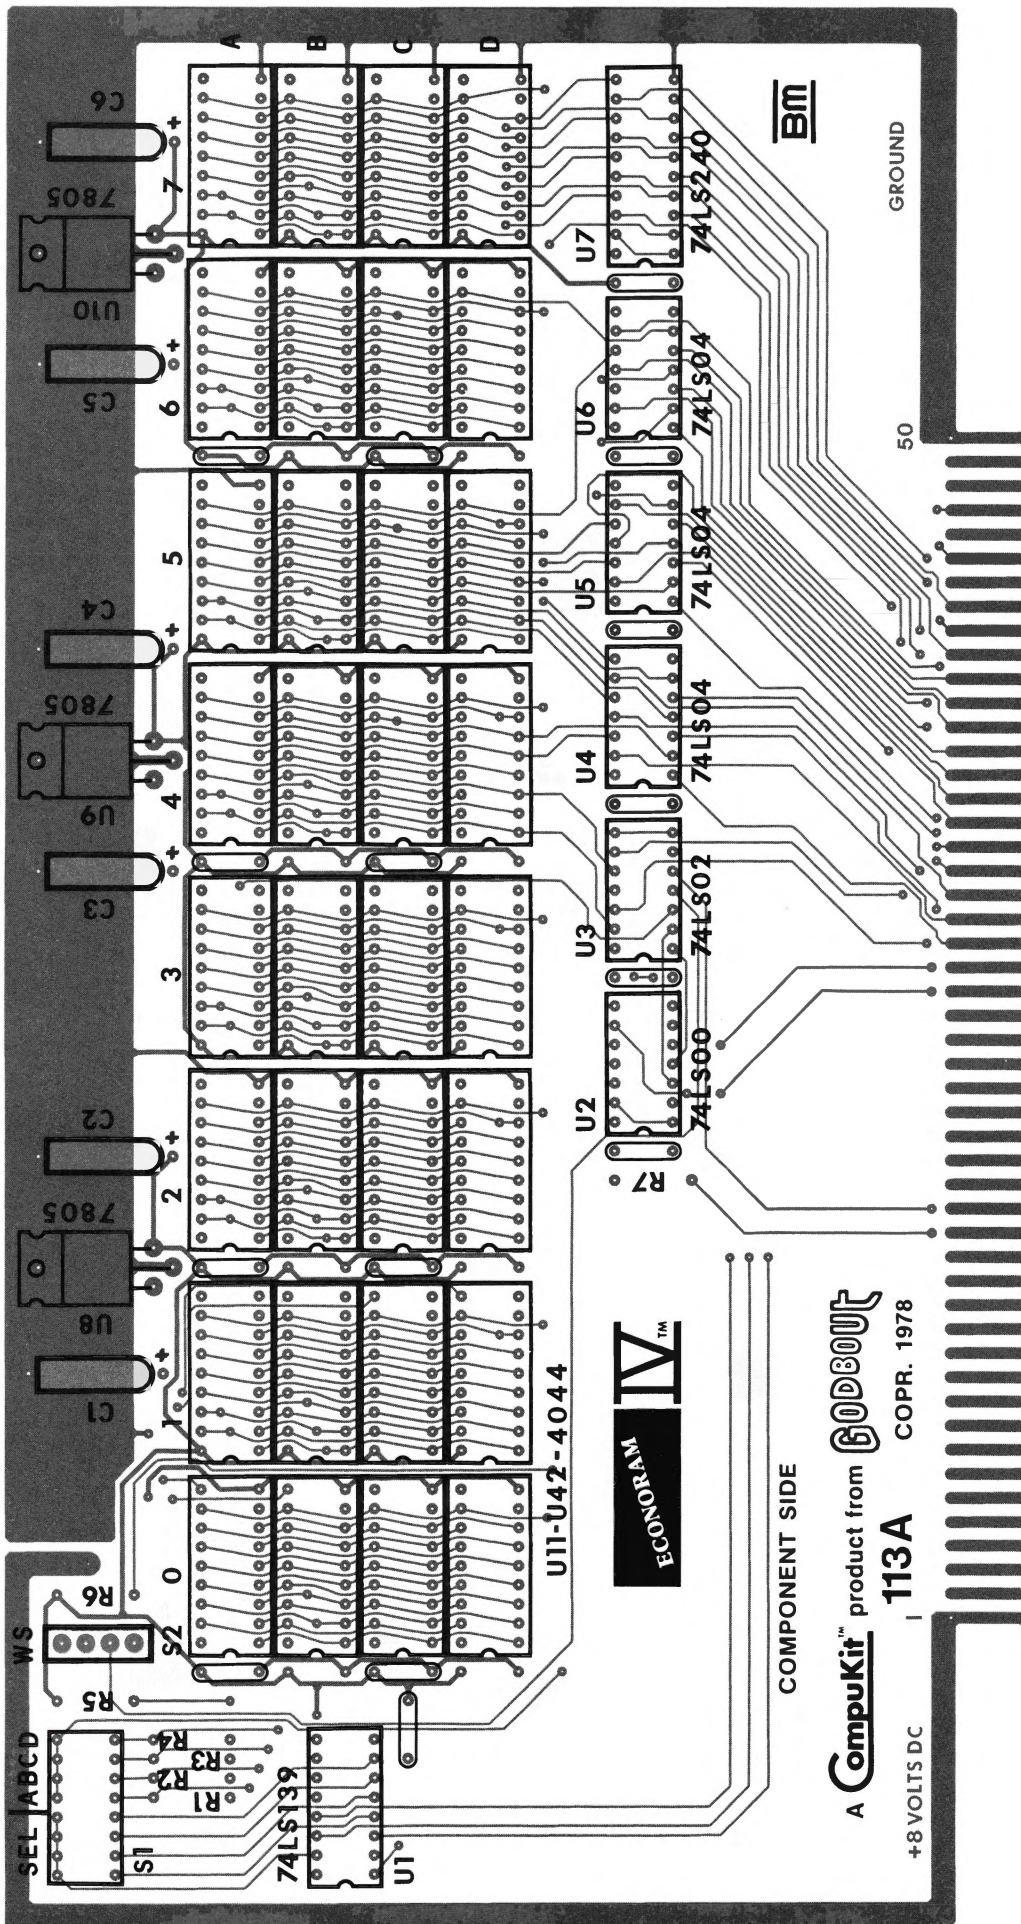 C6
+
7805
U10
C5
+
C4
+
7805
U9
C3
+
C2
+
7805
U8
C1
+
A
B
C
D
7
6
5
4
3
2
1
0
S2
R6
WS
R5
SEL ABCD
S1
R4
R3
R2
R1
74LS139
U1
U7
74LS240
U6
74LS04
U5
74LS04
U4
74LS04
U3
74LS02
U2
74LS00
R7
U11-U42-4044
ECONORAM IV™
COMPONENT SIDE
A CompuKit™ product from GODBOUT
113A
COPR. 1978
+8 VOLTS DC
1
50
GROUND
Bm